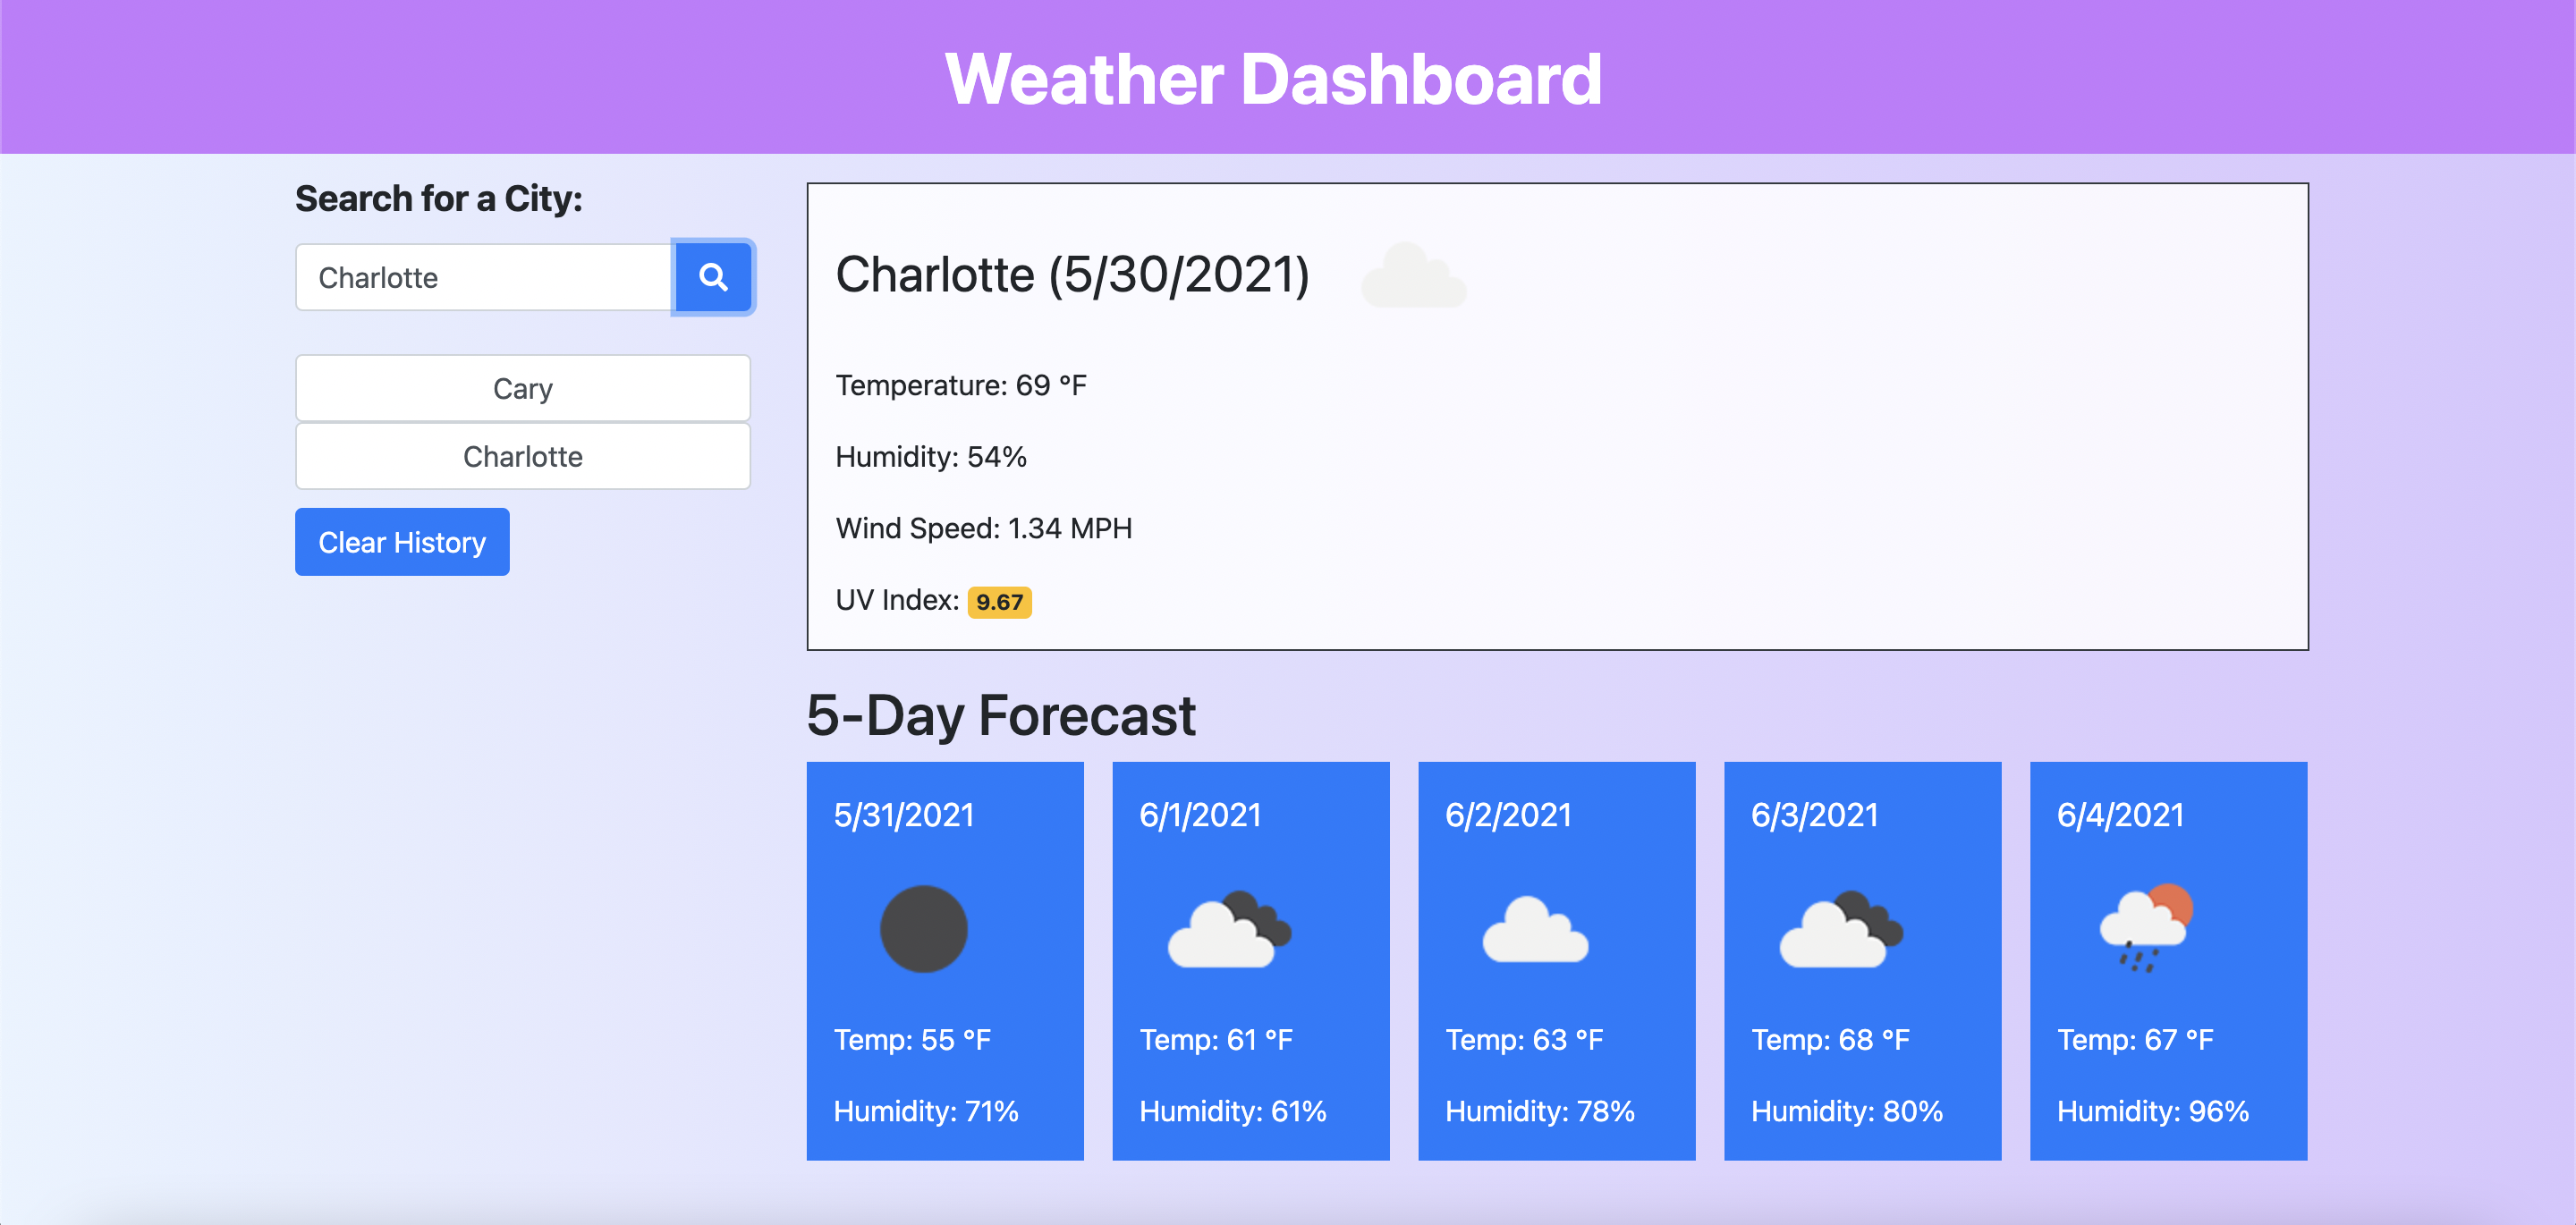 Weather Dashboard
Search for a City:
Charlotte
Cary
Charlotte
Clear History
Charlotte (5/30/2021)
Temperature: 69 °F
Humidity: 54%
Wind Speed: 1.34 MPH
UV Index: 9.67
5-Day Forecast
5/31/2021
Temp: 55 °F
Humidity: 71%
6/1/2021
Temp: 61 °F
Humidity: 61%
6/2/2021
Temp: 63 °F
Humidity: 78%
6/3/2021
Temp: 68 °F
Humidity: 80%
6/4/2021
Temp: 67 °F
Humidity: 96%